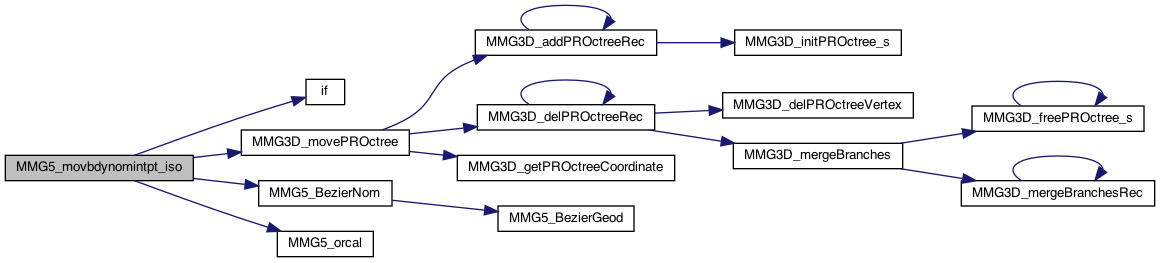 MMG5_movbdynomintpt_iso
if
MMG3D_movePROctree
MMG5_BezierNom
MMG5_orcal
MMG3D_addPROctreeRec
MMG3D_delPROctreeRec
MMG3D_getPROctreeCoordinate
MMG5_BezierGeod
MMG3D_initPROctree_s
MMG3D_delPROctreeVertex
MMG3D_mergeBranches
MMG3D_freePROctree_s
MMG3D_mergeBranchesRec